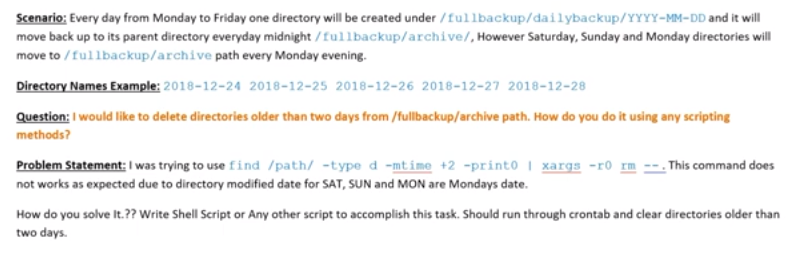 Scenario: Every day from Monday to Friday one directory will be created under /fullbackup/dailybackup/YYYY-MM-DD and it will
move back up to its parent directory everyday midnight /fullbackup/archive/, However Saturday, Sunday and Monday directories will
move to /fullbackup/archive path every Monday evening.
Directory Names Example: 2018-12-24 2018-12-25 2018-12-26 2018-12-27 2018-12-28
Question: I would like to delete directories older than two days from /fullbackup/archive path. How do you do it using any scripting
methods?
Problem Statement: I was trying to use find /path/ -type d -mtime +2 -print0 | xargs -r0 rm --. This command does
not works as expected due to directory modified date for SAT, SUN and MON are Mondays date.
How do you solve It.?? Write Shell Script or Any other script to accomplish this task. Should run through crontab and clear directories older than
two days.